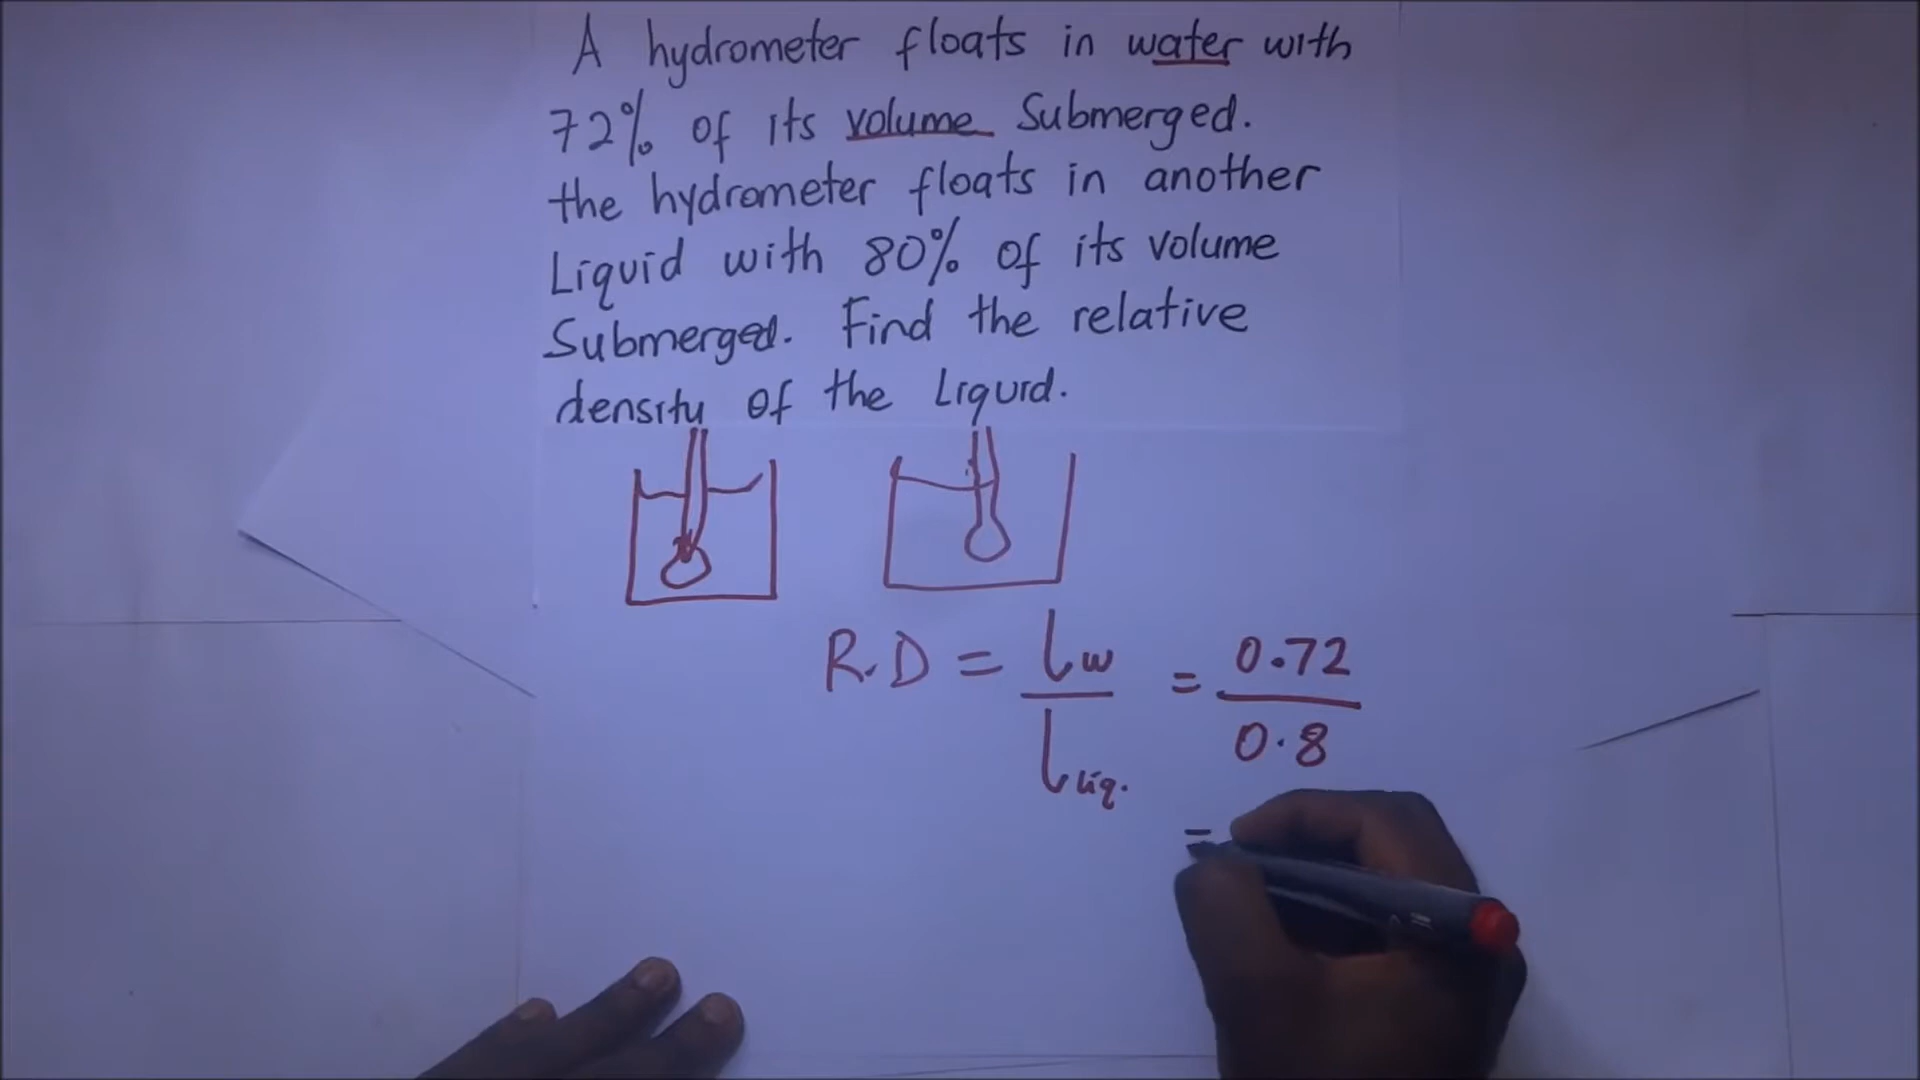 A hydrometer floats in water with
72% of its volume Submerged.
the hydrometer floats in another
Liquid with 80% of its volume
Submerged. Find the relative
density of the Liquid.
R.D = lw / lliq. = 0.72 / 0.8
=